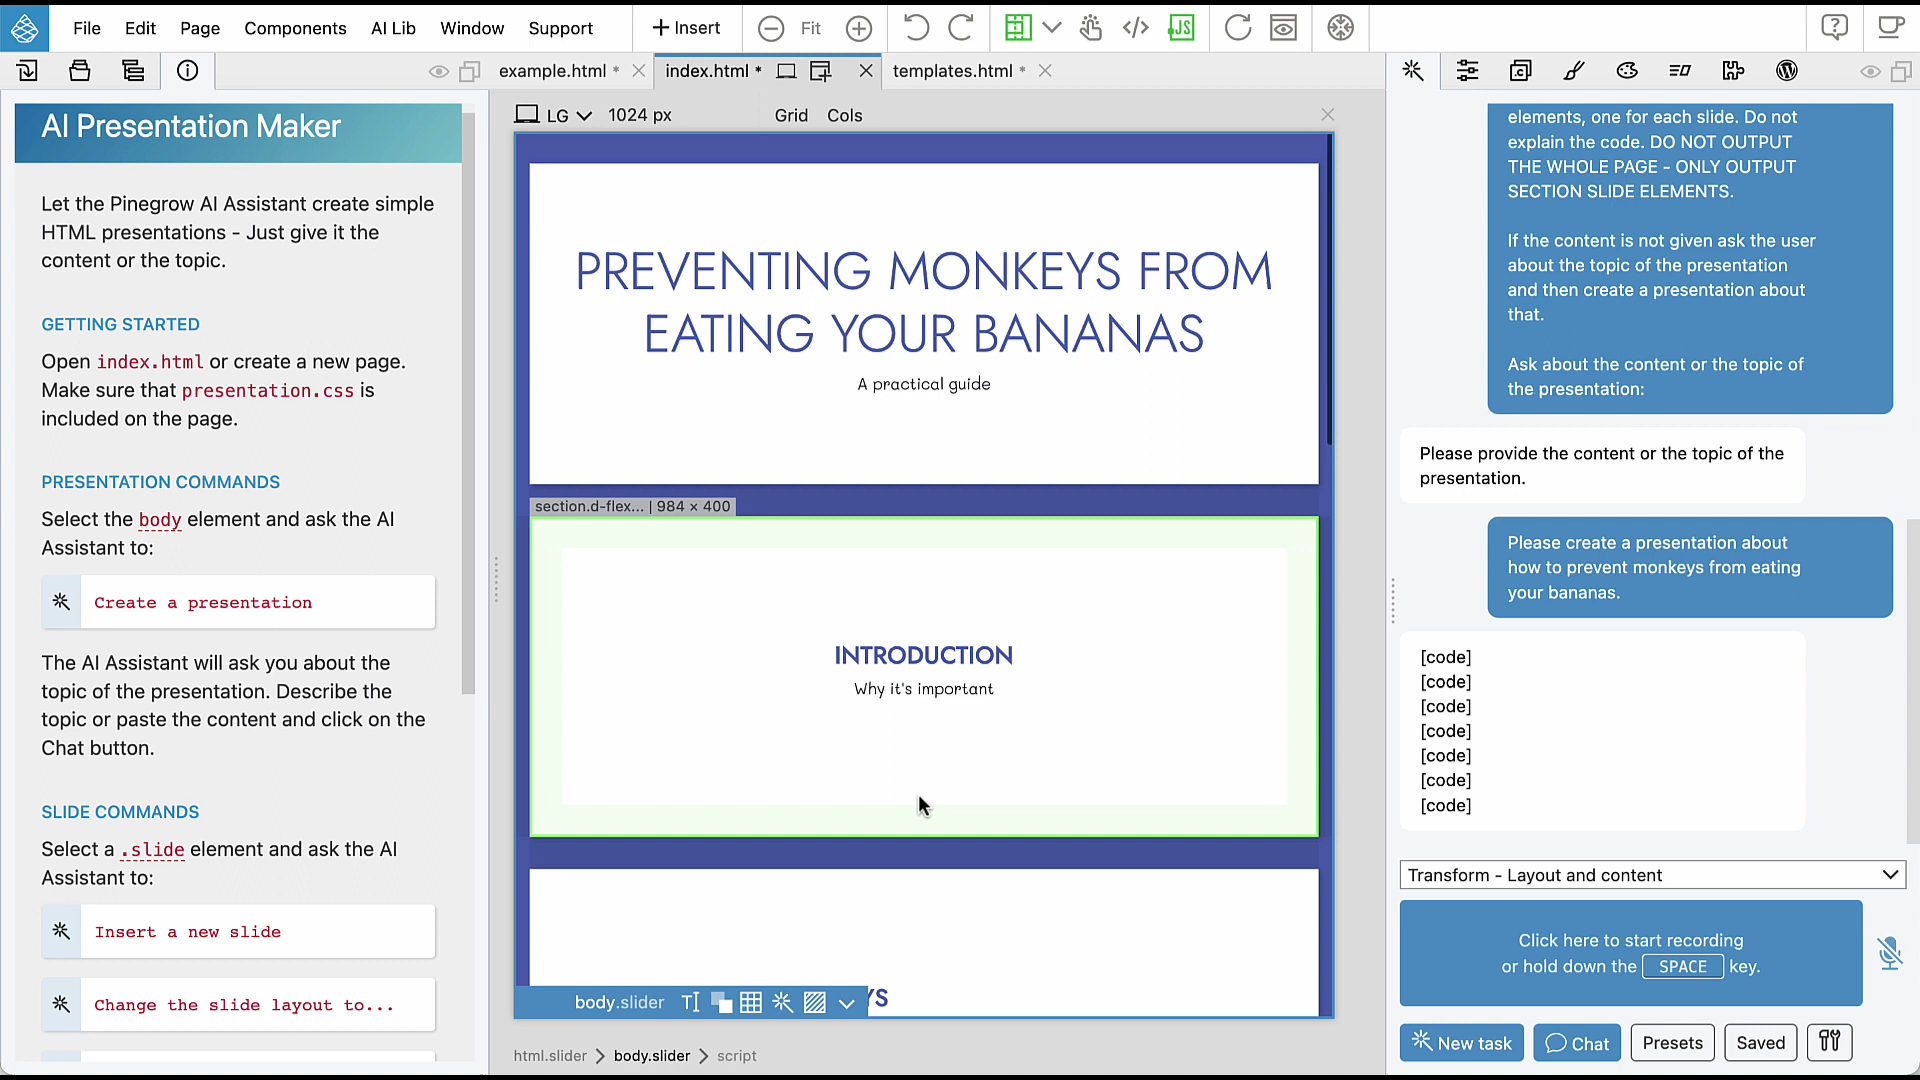 File Edit Page Components AI Lib Window Support + Insert Fit JS
example.html * index.html * templates.html *
LG 1024 px Grid Cols
AI Presentation Maker
Let the Pinegrow AI Assistant create simple
HTML presentations - Just give it the
content or the topic.
GETTING STARTED
Open index.html or create a new page.
Make sure that presentation.css is
included on the page.
PRESENTATION COMMANDS
Select the body element and ask the AI
Assistant to:
Create a presentation
The AI Assistant will ask you about the
topic of the presentation. Describe the
topic or paste the content and click on the
Chat button.
SLIDE COMMANDS
Select a .slide element and ask the AI
Assistant to:
Insert a new slide
Change the slide layout to...
PREVENTING MONKEYS FROM
EATING YOUR BANANAS
A practical guide
section.d-flex... | 984 × 400
INTRODUCTION
Why it's important
body.slider YS
html.slider > body.slider > script
elements, one for each slide. Do not
explain the code. DO NOT OUTPUT
THE WHOLE PAGE - ONLY OUTPUT
SECTION SLIDE ELEMENTS.
If the content is not given ask the user
about the topic of the presentation
and then create a presentation about
that.
Ask about the content or the topic of
the presentation:
Please provide the content or the topic of the
presentation.
Please create a presentation about
how to prevent monkeys from eating
your bananas.
[code]
[code]
[code]
[code]
[code]
[code]
[code]
Transform - Layout and content
Click here to start recording
or hold down the SPACE key.
New task Chat Presets Saved